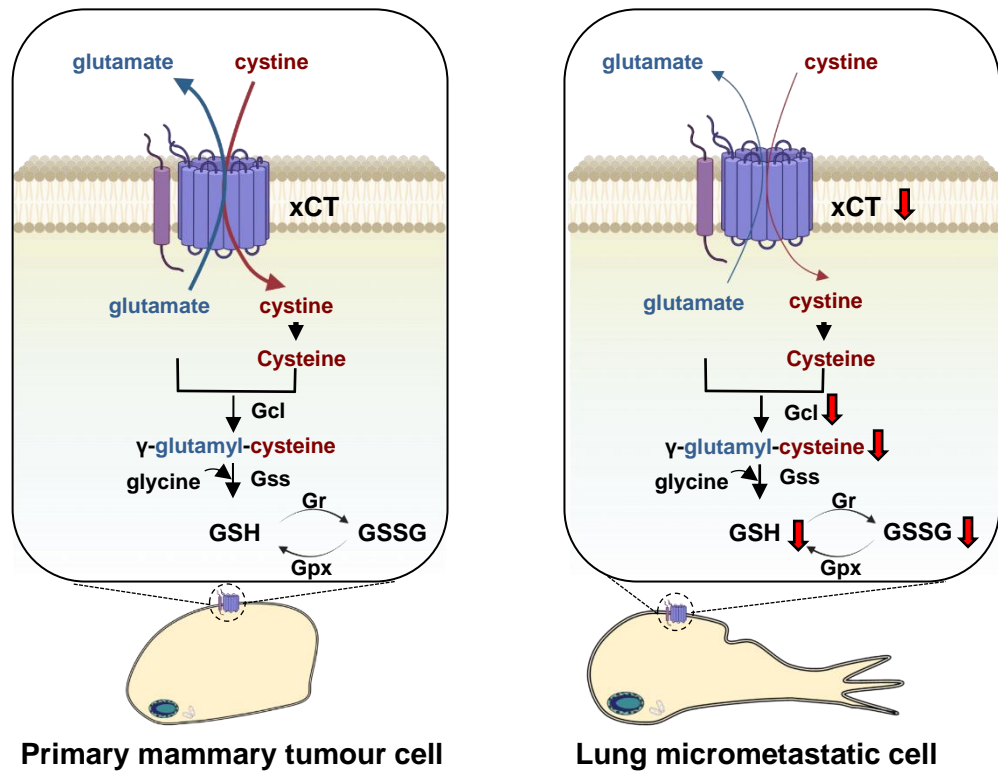 glutamate cystine
xCT
glutamate cystine
Cysteine
Gcl
γ-glutamyl-cysteine
glycine Gss
Gr
GSH GSSG
Gpx
Primary mammary tumour cell
glutamate cystine
xCT
glutamate cystine
Cysteine
Gcl
γ-glutamyl-cysteine
glycine Gss
Gr
GSH GSSG
Gpx
Lung micrometastatic cell